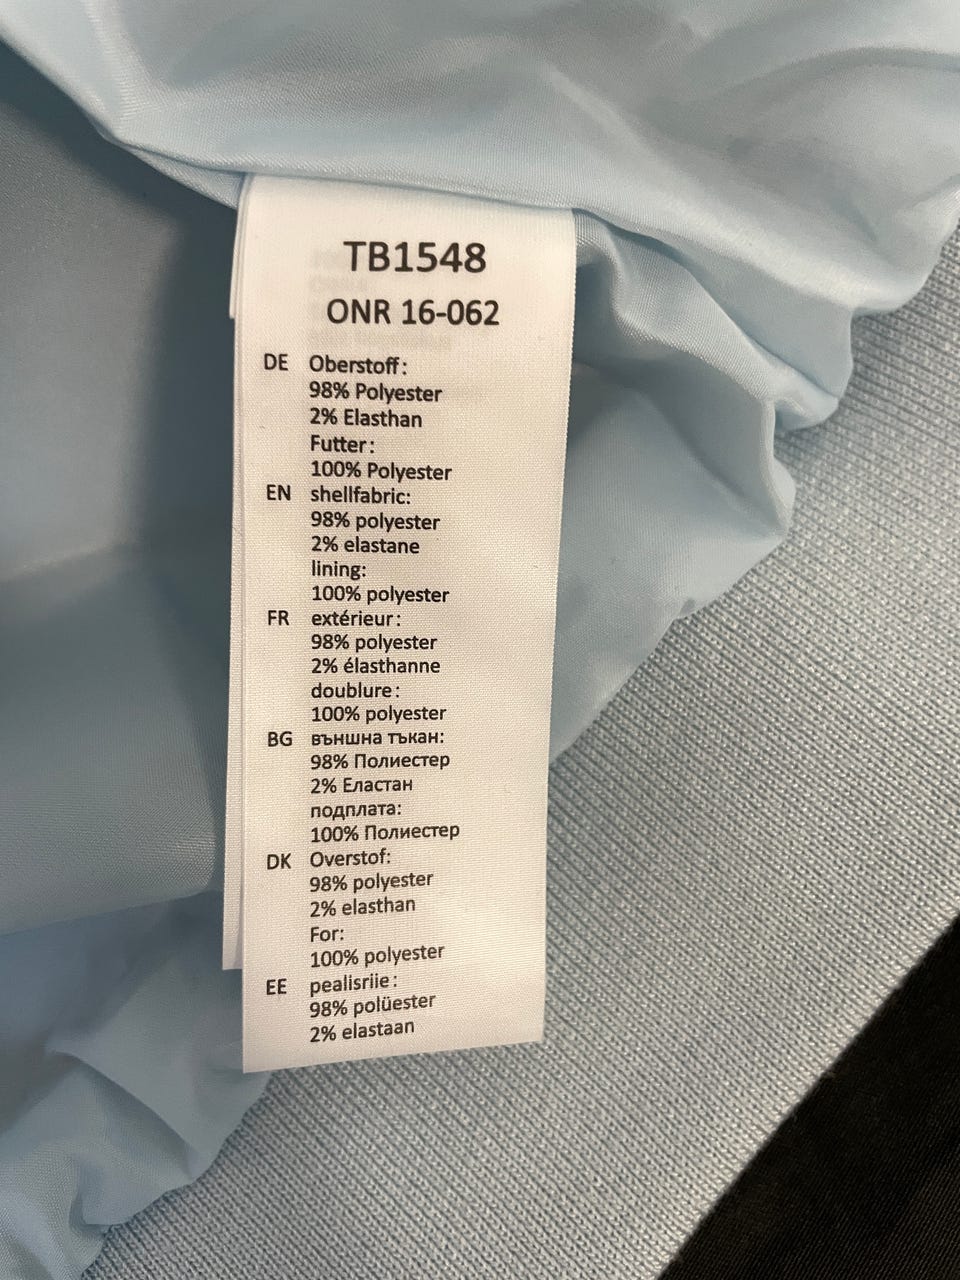 TB1548
ONR 16-062
DE Oberstoff:
98% Polyester
2% Elasthan
Futter:
100% Polyester
EN shellfabric:
98% polyester
2% elastane
lining:
100% polyester
FR extérieur:
98% polyester
2% élasthanne
doublure:
100% polyester
BG външна тъкан:
98% Полиестер
2% Еластан
подплата:
100% Полиестер
DK Overstof:
98% polyester
2% elasthan
For:
100% polyester
EE pealisriie:
98% polüester
2% elastaan